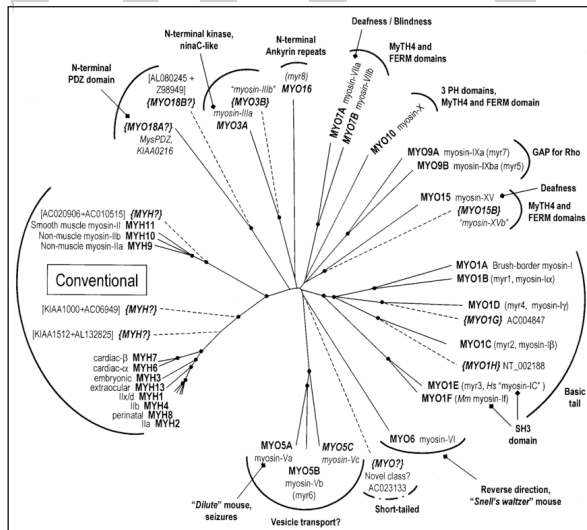 Deafness / Blindness
N-terminal kinase,
ninaC-like
N-terminal
Ankyrin repeats
MyTH4 and
FERM domains
N-terminal
PDZ domain
[AL080245 +
Z98949]
{MYO18B?}
"myosin-IIIb"
{MYO3B}
myosin-IIIa
MYO3A
(myr8)
MYO16
MYO7A myosin-VIIa
MYO7B myosin-VIIb
MYO10 myosin-X
3 PH domains,
MyTH4 and FERM domain
{MYO18A?}
MysPDZ,
KIAA0216
MYO9A myosin-IXa (myr7)
MYO9B myosin-IXba (myr5)
GAP for Rho
Deafness
MYO15 myosin-XV
{MYO15B}
"myosin-XVb"
MyTH4 and
FERM domains
[AC020906+AC010515] {MYH?}
Smooth muscle myosin-II MYH11
Non-muscle myosin-IIb MYH10
Non-muscle myosin-IIa MYH9
Conventional
[KIAA1000+AC06949] {MYH?}
[KIAA1512+AL132825] {MYH?}
cardiac-β MYH7
cardiac-α MYH6
embryonic MYH3
extraocular MYH13
IIx/d MYH1
IIb MYH4
perinatal MYH8
IIa MYH2
MYO1A Brush-border myosin-I
MYO1B (myr1, myosin-Iα)
MYO1D (myr4, myosin-Iγ)
{MYO1G} AC004847
MYO1C (myr2, myosin-Iβ)
{MYO1H} NT_002188
MYO1E (myr3, Hs "myosin-IC")
MYO1F (Mm myosin-If)
Basic
tail
SH3
domain
MYO5A
myosin-Va
MYO5B
myosin-Vb
(myr6)
MYO5C
myosin-Vc
MYO6 myosin-VI
{MYO?}
Novel class?
AC023133
Short-tailed
Reverse direction,
"Snell's waltzer" mouse
"Dilute" mouse,
seizures
Vesicle transport?